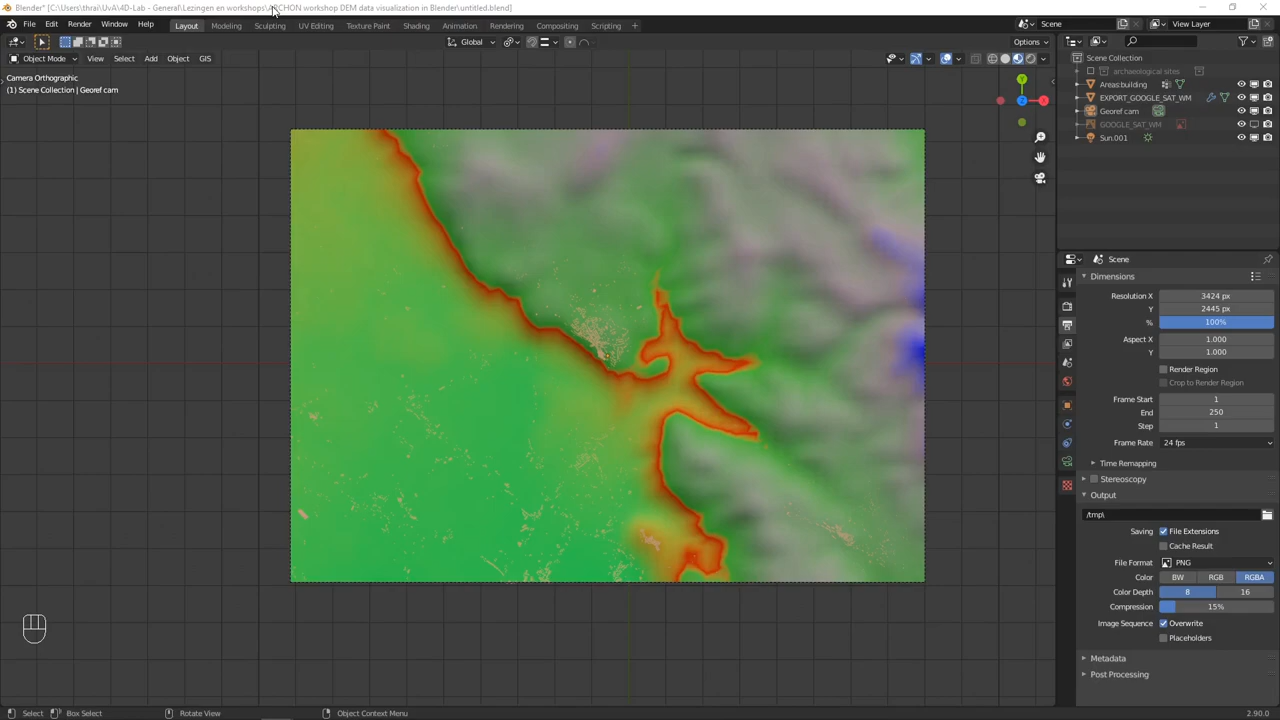 Blender* [C:\Users\thrai\UvA\4D-Lab - General\Lezingen en workshops\ARCHON workshop DEM data visualization in Blender\untitled.blend]
File Edit Render Window Help Layout Modeling Sculpting UV Editing Texture Paint Shading Animation Rendering Compositing Scripting + Scene View Layer
Global Options
Object Mode View Select Add Object GIS
Camera Orthographic
(1) Scene Collection | Georef cam
Y
X
Z
Scene Collection
archaeological sites
Areas:building
EXPORT_GOOGLE_SAT_WM
Georef cam
GOOGLE_SAT_WM
Sun.001
Scene
Dimensions
Resolution X 3424 px
Y 2445 px
% 100%
Aspect X 1.000
Y 1.000
Render Region
Crop to Render Region
Frame Start 1
End 250
Step 1
Frame Rate 24 fps
Time Remapping
Stereoscopy
Output
/tmp\
Saving File Extensions
Cache Result
File Format PNG
Color BW RGB RGBA
Color Depth 8 16
Compression 15%
Image Sequence Overwrite
Placeholders
Metadata
Post Processing
Select Box Select Rotate View Object Context Menu 2.90.0